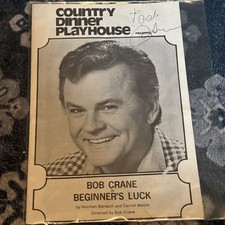 COUNTRY
DINNER
PLAYHOUSE
presents
BOB CRANE
BEGINNER'S LUCK
by Norman Barasch and Carroll Moore
Directed by Bob Crane